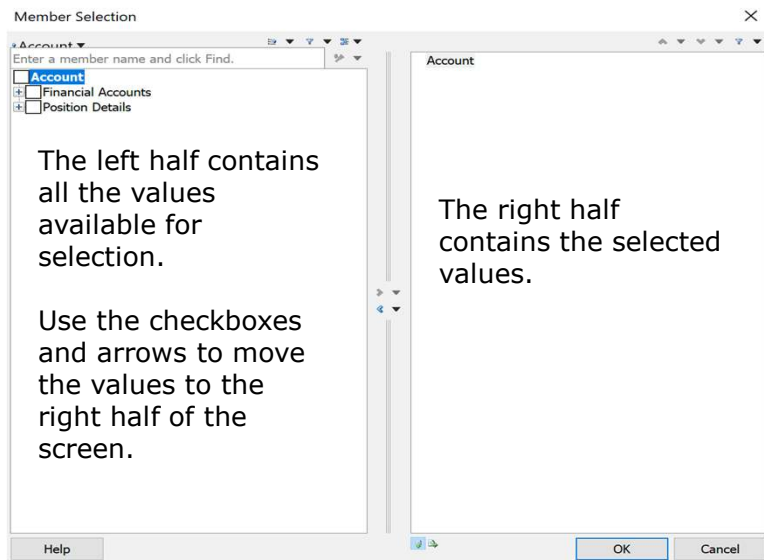 Member Selection
Account
Enter a member name and click Find.
Account
Financial Accounts
Position Details
The left half contains
all the values
available for
selection.
Use the checkboxes
and arrows to move
the values to the
right half of the
screen.
Account
The right half
contains the selected
values.
Help
OK
Cancel